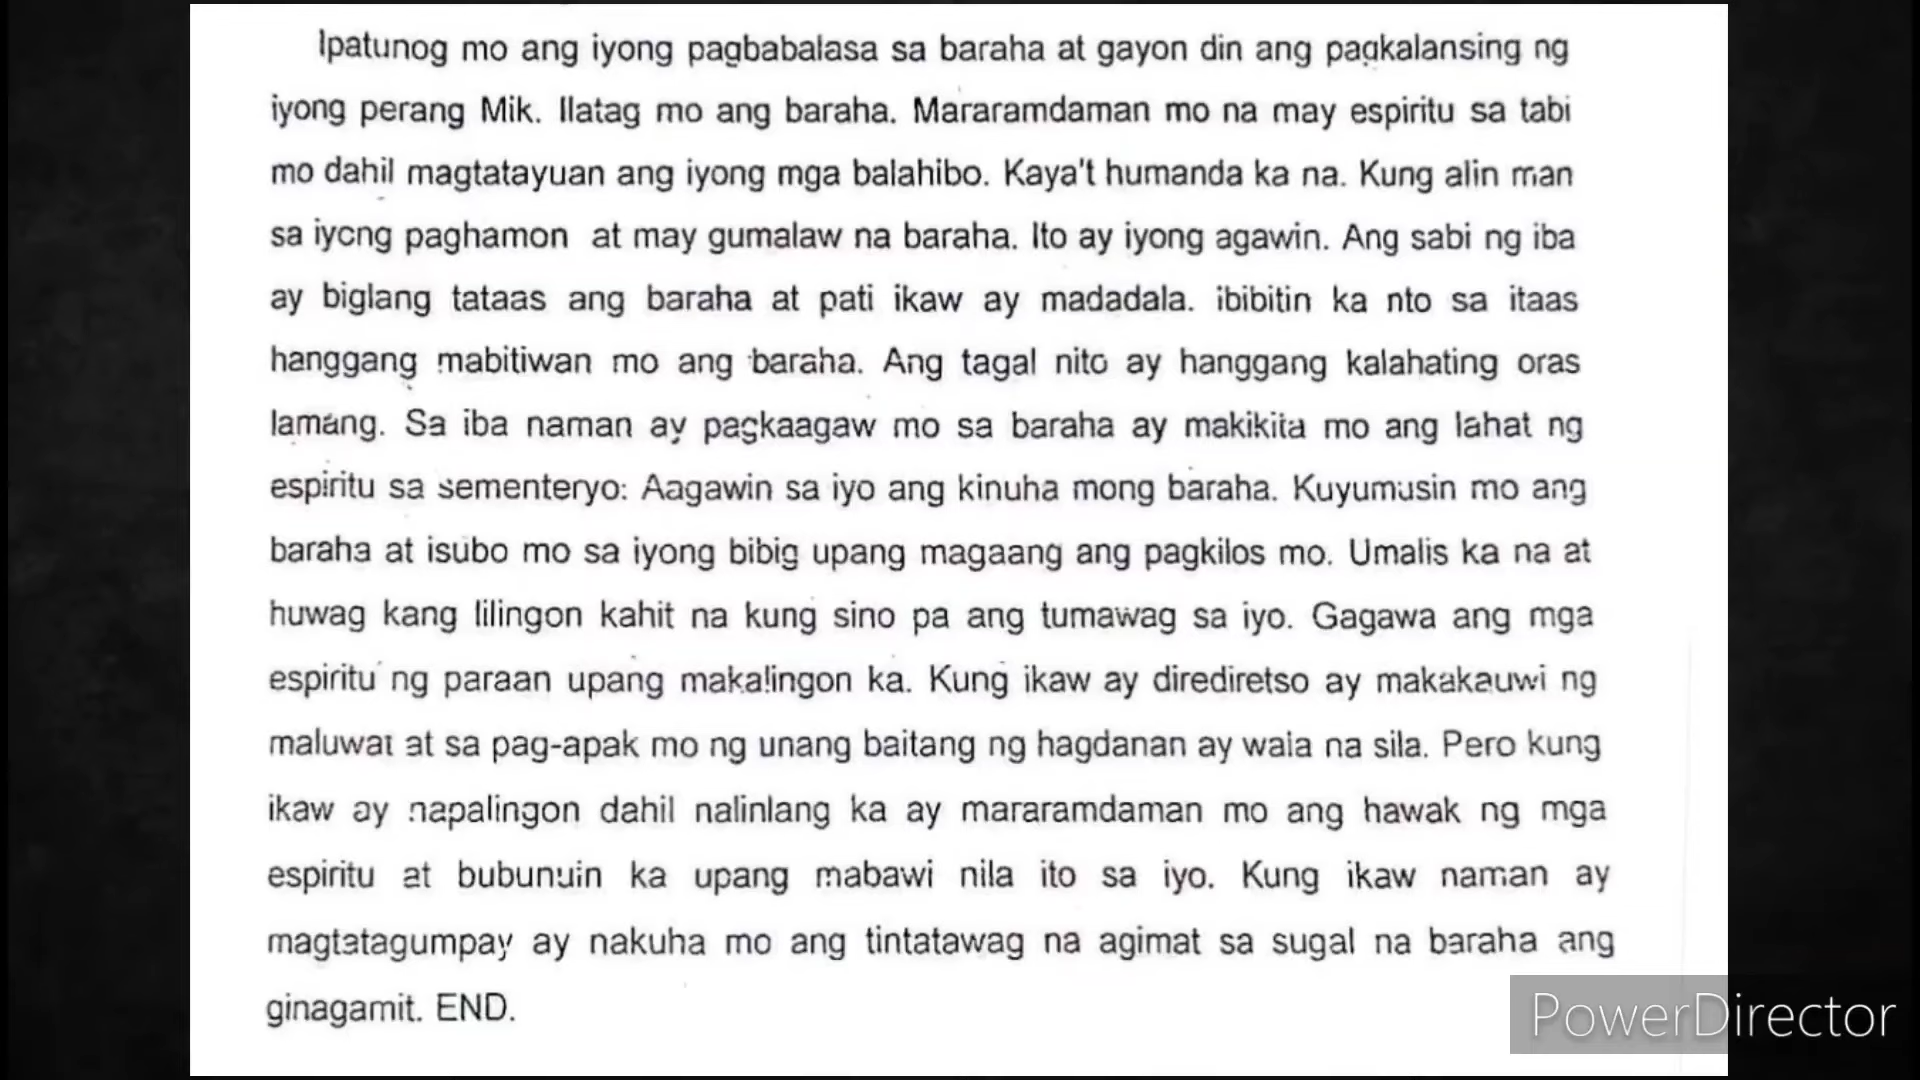 Ipatunog mo ang iyong pagbabalasa sa baraha at gayon din ang pagkalansing ng
iyong perang Mik. Ilatag mo ang baraha. Mararamdaman mo na may espiritu sa tabi
mo dahil magtatayuan ang iyong mga balahibo. Kaya't humanda ka na. Kung alin man
sa iyong paghamon at may gumalaw na baraha. Ito ay iyong agawin. Ang sabi ng iba
ay biglang tataas ang baraha at pati ikaw ay madadala. ibibitin ka nto sa itaas
hanggang mabitiwan mo ang baraha. Ang tagal nito ay hanggang kalahating oras
lamang. Sa iba naman ay pagkaagaw mo sa baraha ay makikita mo ang lahat ng
espiritu sa sementeryo: Aagawin sa iyo ang kinuha mong baraha. Kuyumusin mo ang
baraha at isubo mo sa iyong bibig upang magaang ang pagkilos mo. Umalis ka na at
huwag kang lilingon kahit na kung sino pa ang tumawag sa iyo. Gagawa ang mga
espiritu ng paraan upang makalingon ka. Kung ikaw ay dirediretso ay makakauwi ng
maluwat at sa pag-apak mo ng unang baitang ng hagdanan ay wala na sila. Pero kung
ikaw ay napalingon dahil nalinlang ka ay mararamdaman mo ang hawak ng mga
espiritu at bubunuin ka upang mabawi nila ito sa iyo. Kung ikaw naman ay
magtatagumpay ay nakuha mo ang tintatawag na agimat sa sugal na baraha ang
ginagamit. END.
PowerDirector